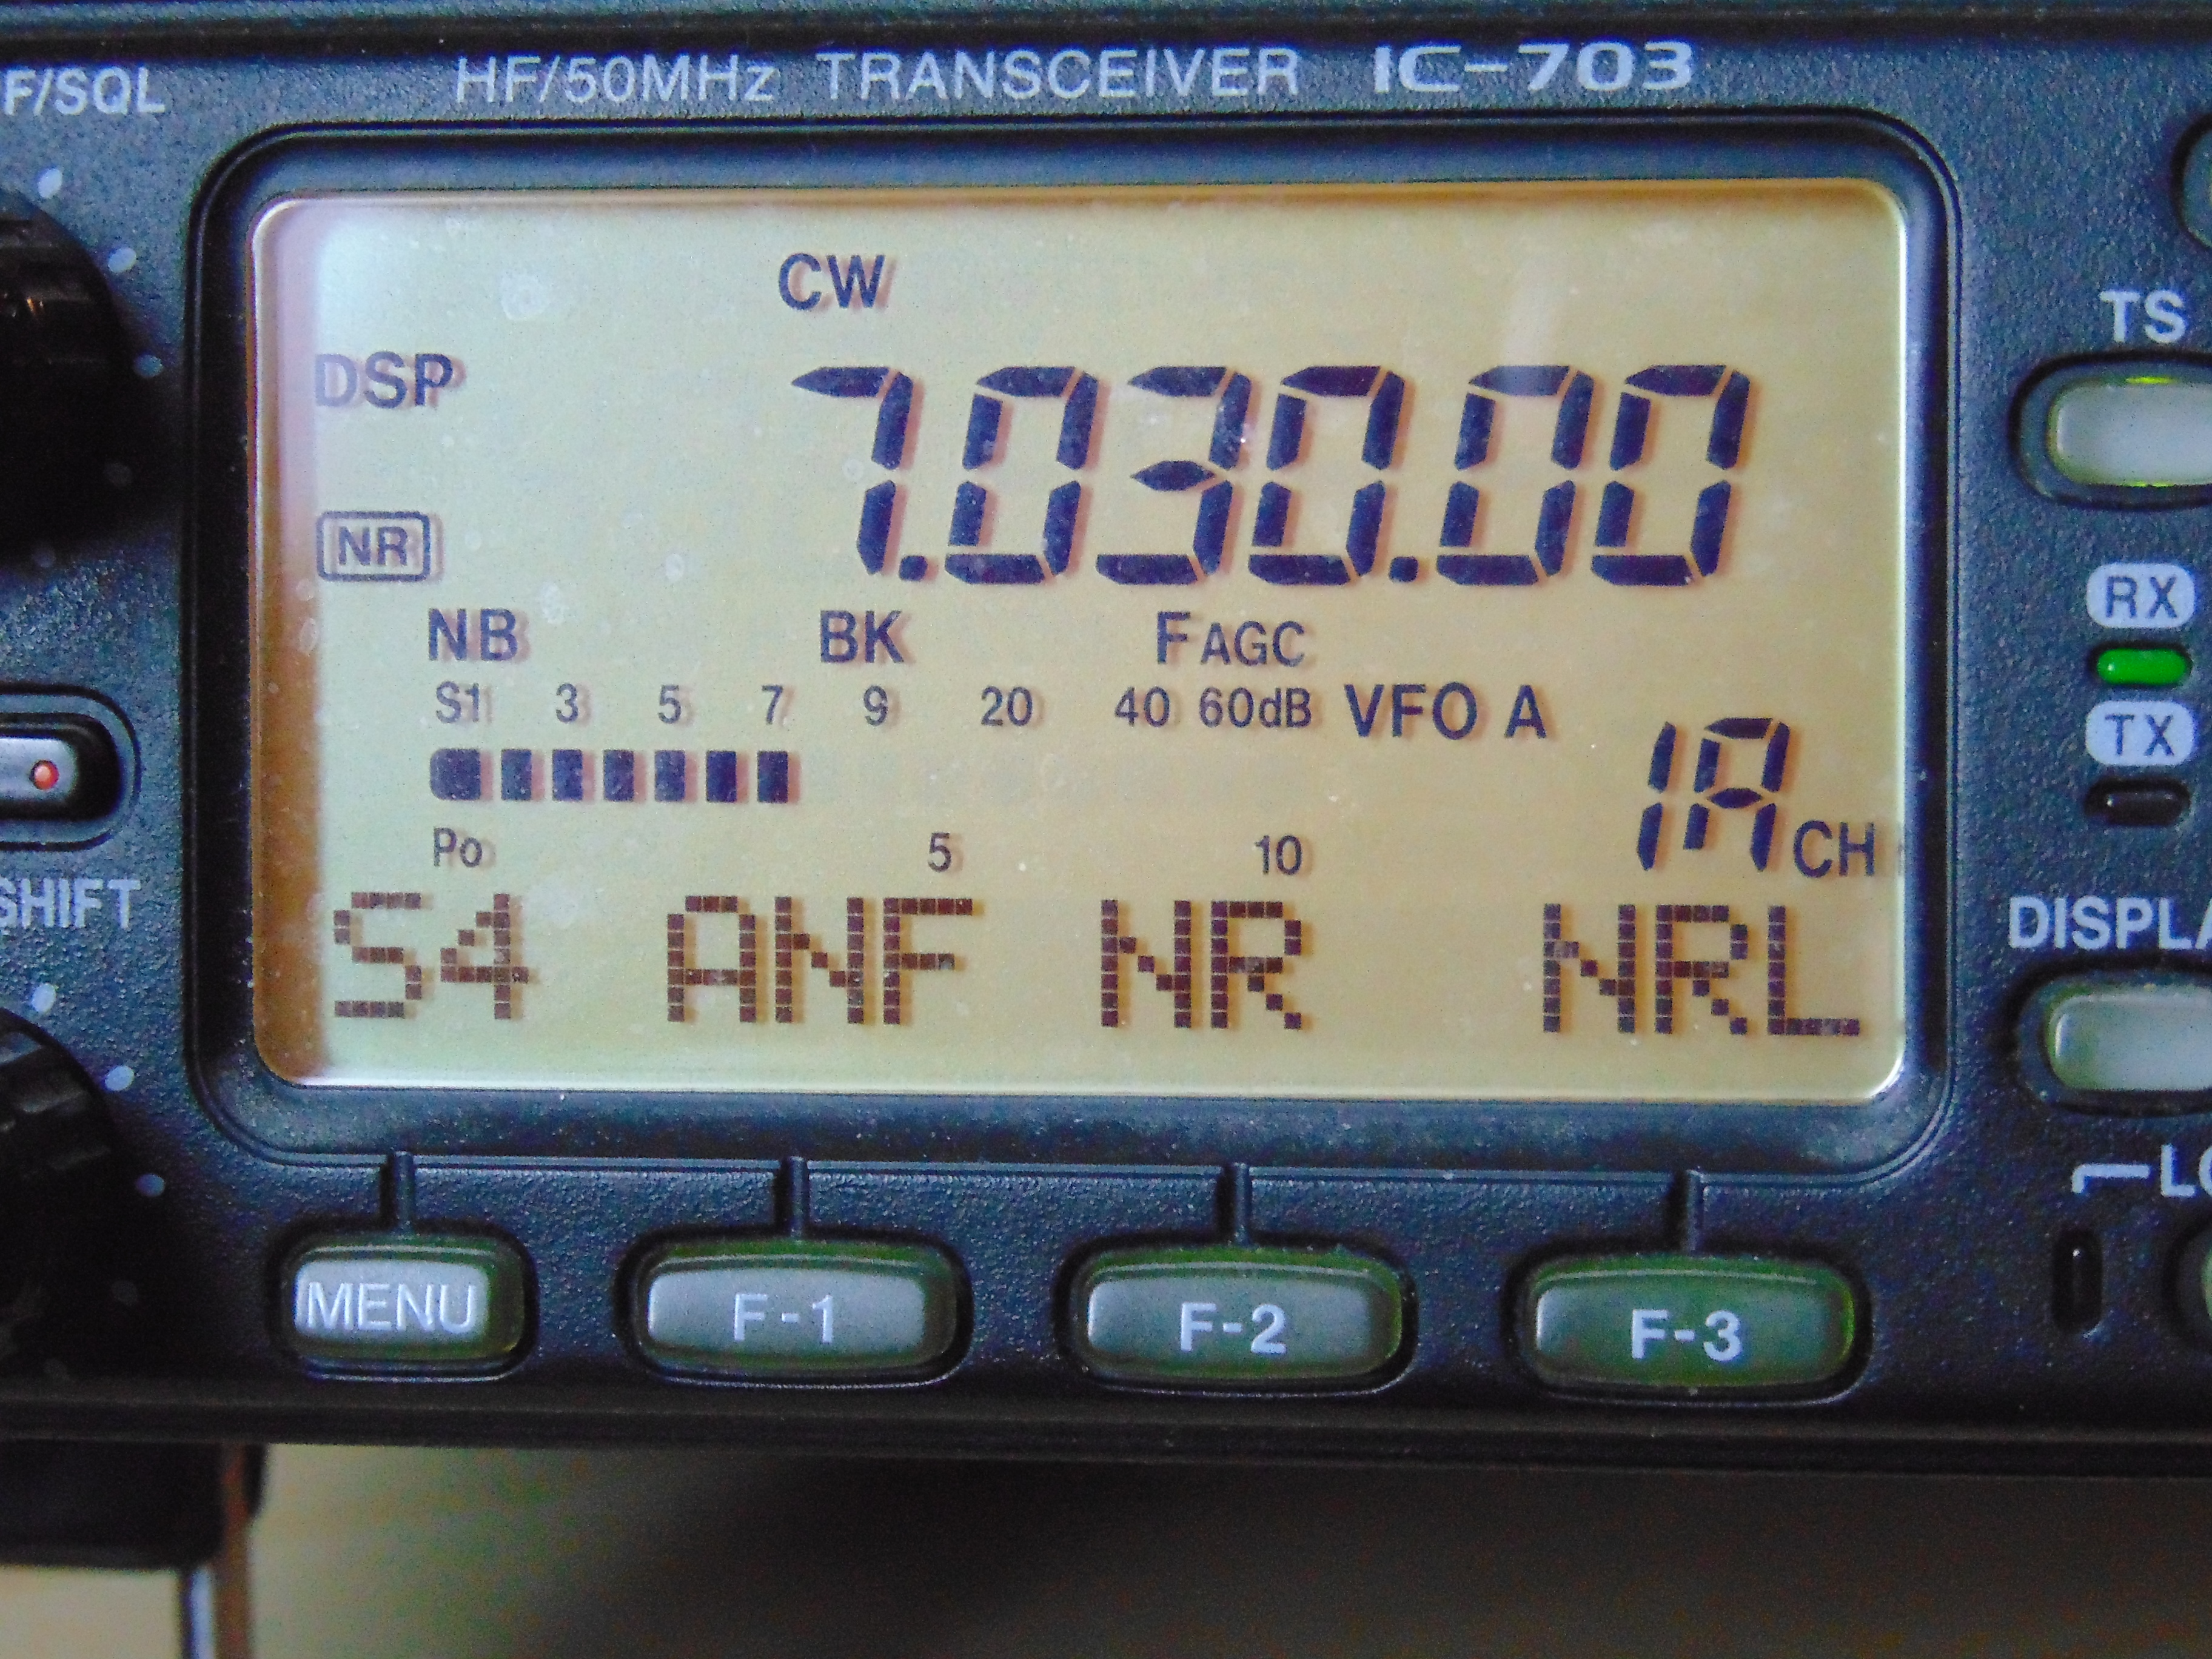 F/SQL
HF/50MHz TRANSCEIVER IC-703
CW
TS
DSP
7.030.00
NR
RX
NB BK F AGC
S1 3 5 7 9 20 40 60dB VFO A
TX
1A CH
Po 5 10
SHIFT
S4 ANF NR NRL
DISPLA
LO
MENU F-1 F-2 F-3